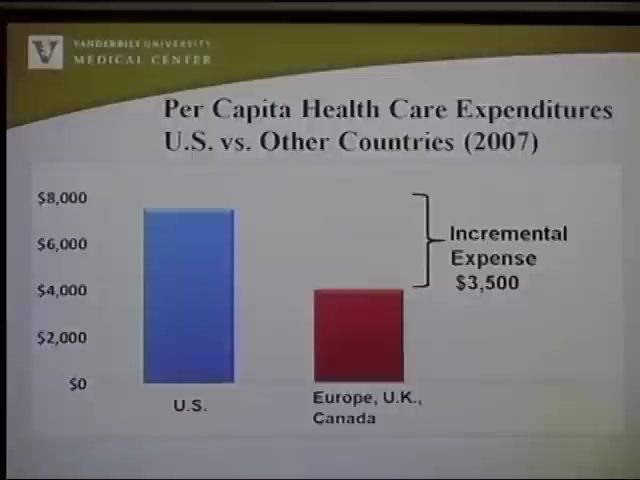 VANDERBILT UNIVERSITY
MEDICAL CENTER
Per Capita Health Care Expenditures
U.S. vs. Other Countries (2007)
$8,000
$6,000
$4,000
$2,000
$0
Incremental
Expense
$3,500
U.S.
Europe, U.K.,
Canada